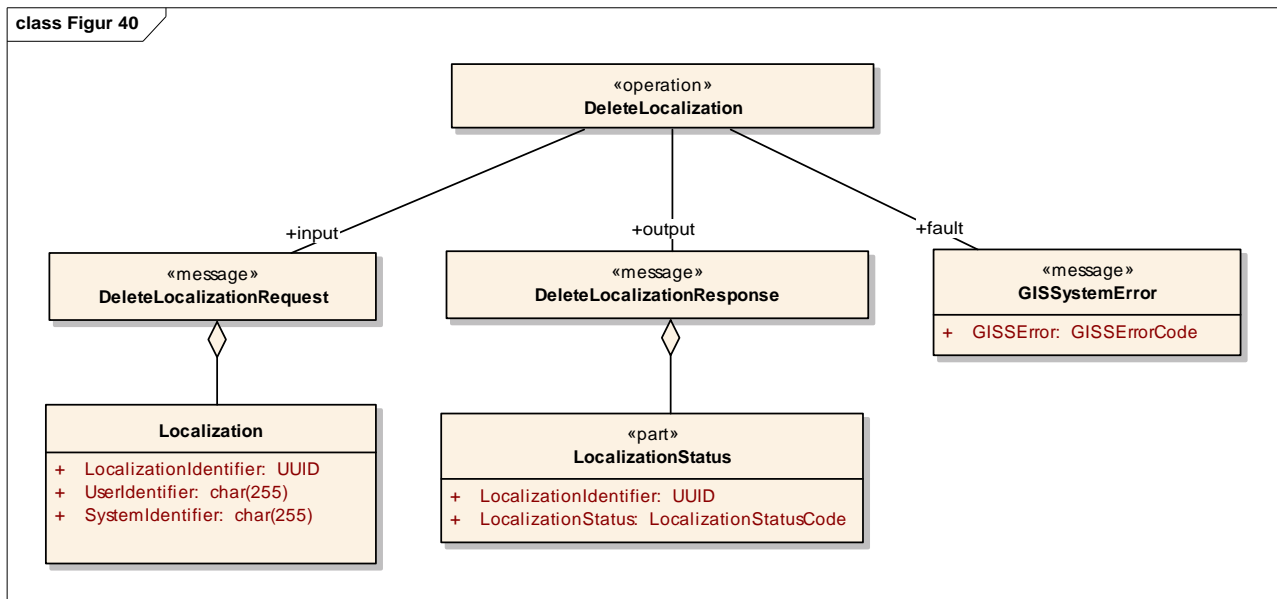 class Figur 40
«operation»
DeleteLocalization
+input
+output
+fault
«message»
DeleteLocalizationRequest
«message»
DeleteLocalizationResponse
«message»
GISSystemError
+ GISSError: GISSErrorCode
Localization
+ LocalizationIdentifier: UUID
+ UserIdentifier: char(255)
+ SystemIdentifier: char(255)
«part»
LocalizationStatus
+ LocalizationIdentifier: UUID
+ LocalizationStatus: LocalizationStatusCode